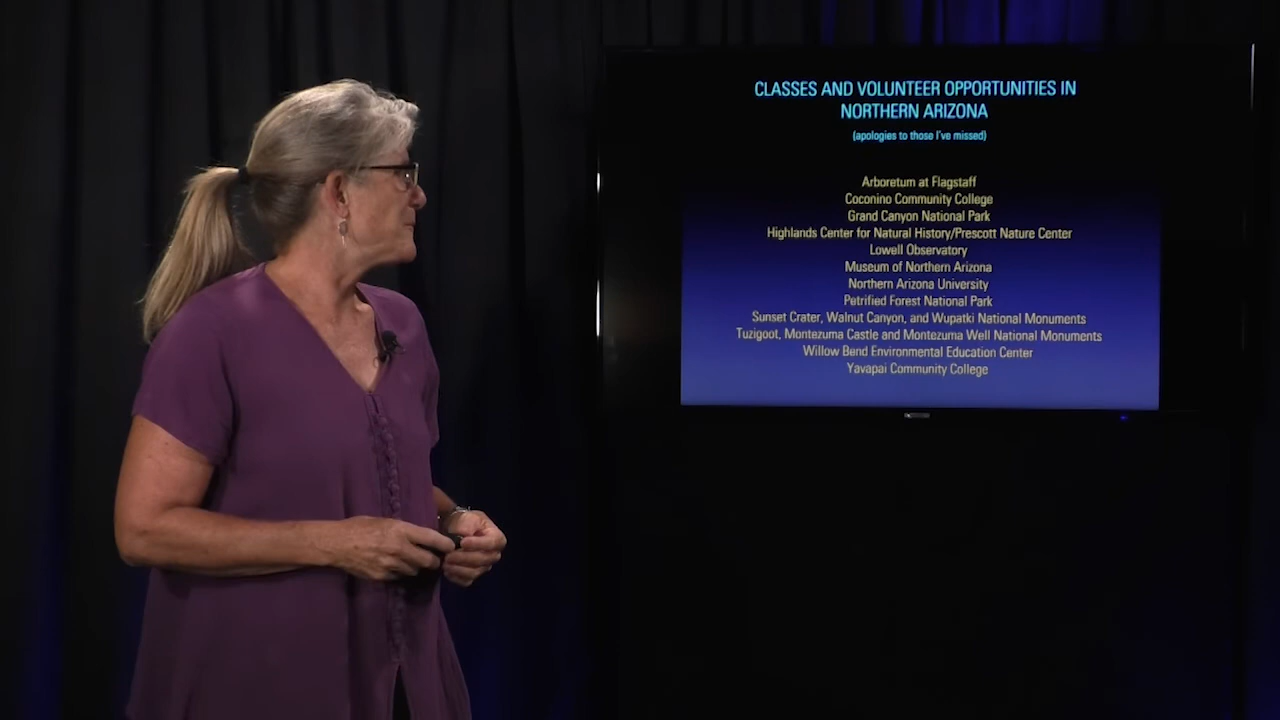 CLASSES AND VOLUNTEER OPPORTUNITIES IN
NORTHERN ARIZONA
(apologies to those I've missed)
Arboretum at Flagstaff
Coconino Community College
Grand Canyon National Park
Highlands Center for Natural History/Prescott Nature Center
Lowell Observatory
Museum of Northern Arizona
Northern Arizona University
Petrified Forest National Park
Sunset Crater, Walnut Canyon, and Wupatki National Monuments
Tuzigoot, Montezuma Castle and Montezuma Well National Monuments
Willow Bend Environmental Education Center
Yavapai Community College